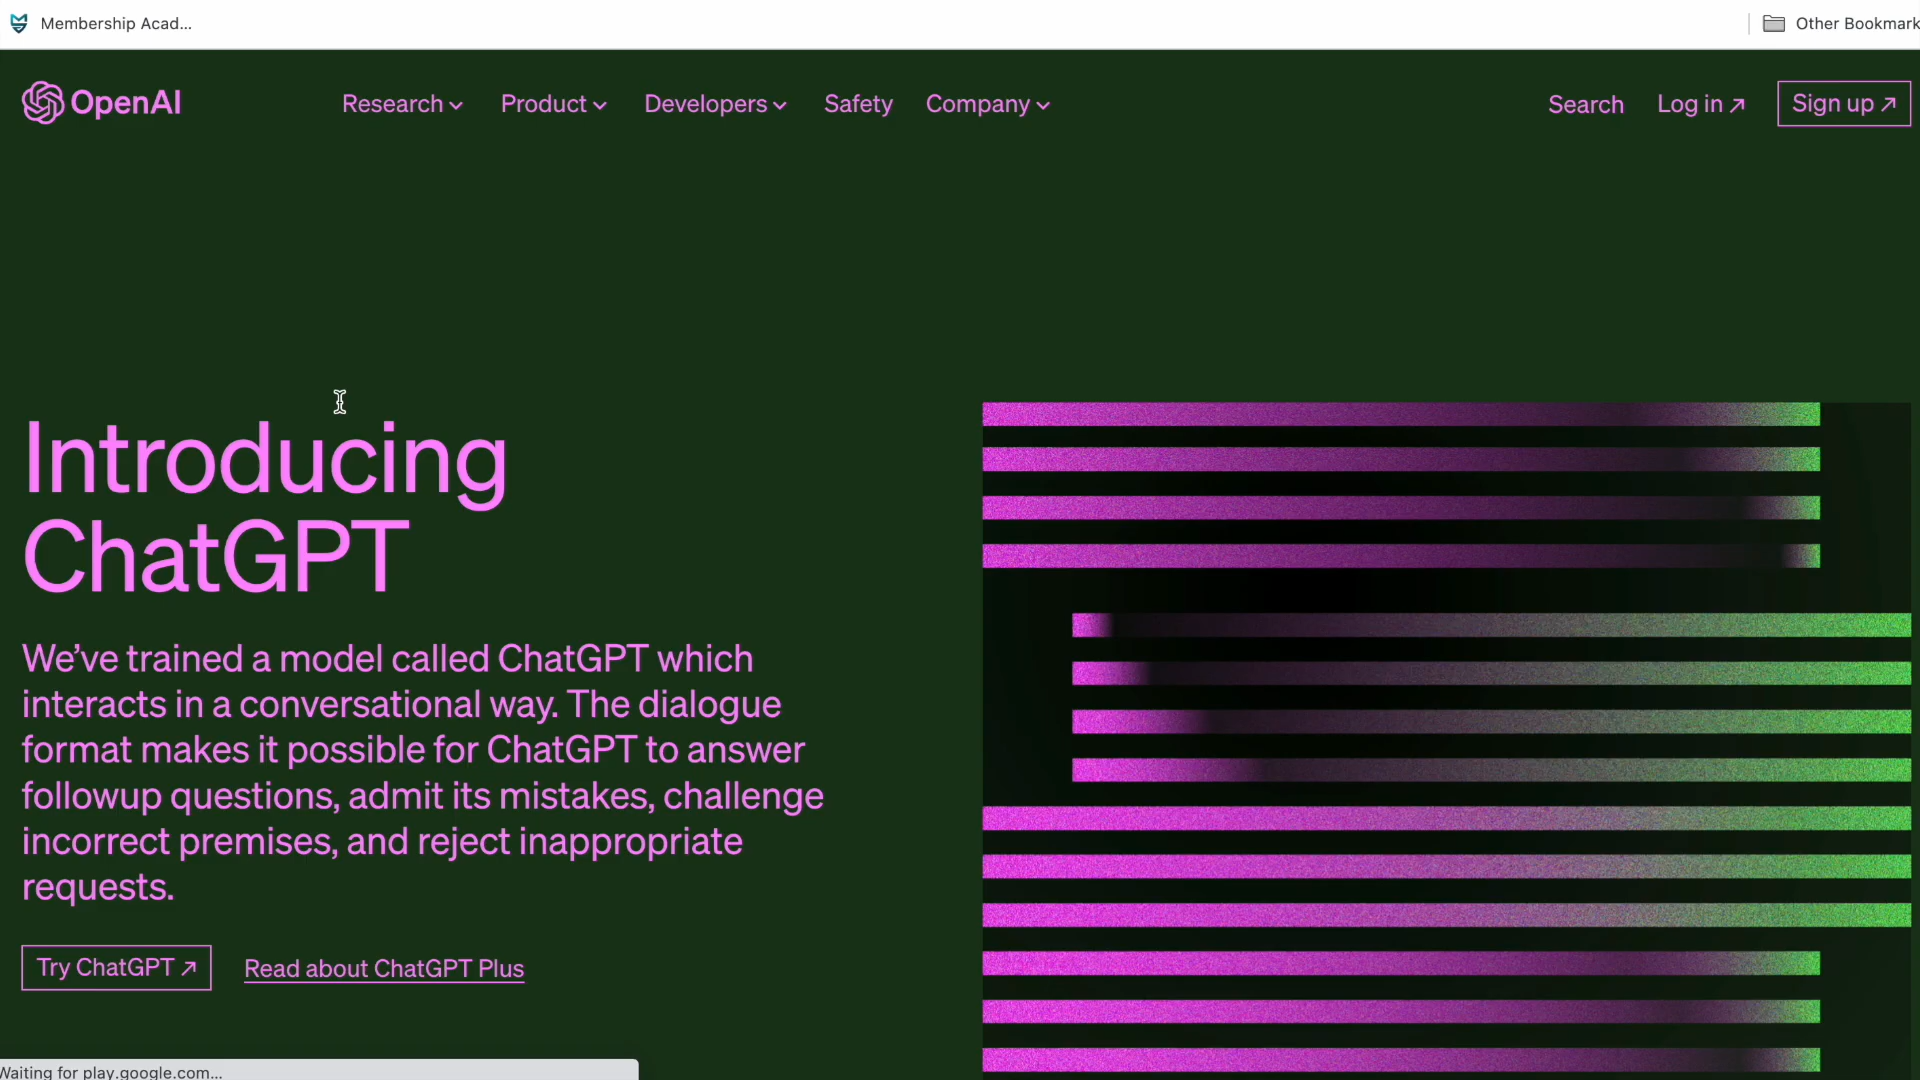 Membership Acad...
Other Bookmark
OpenAI
Research
Product
Developers
Safety
Company
Search
Log in ↗
Sign up ↗
Introducing
ChatGPT
We’ve trained a model called ChatGPT which
interacts in a conversational way. The dialogue
format makes it possible for ChatGPT to answer
followup questions, admit its mistakes, challenge
incorrect premises, and reject inappropriate
requests.
Try ChatGPT ↗
Read about ChatGPT Plus
Waiting for play.google.com...